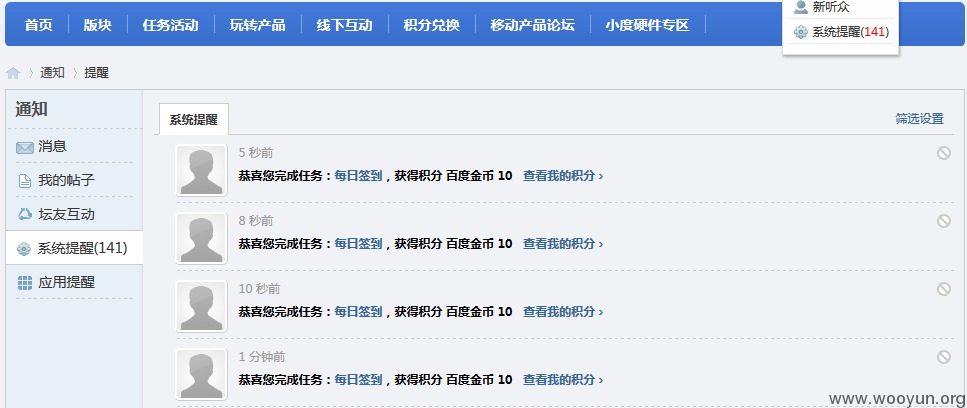 新听众
首页 版块 任务活动 玩转产品 线下互动 积分兑换 移动产品论坛 小度硬件专区
系统提醒(141)
通知 提醒
通知
消息
我的帖子
坛友互动
系统提醒(141)
应用提醒
系统提醒 筛选设置
5 秒前
恭喜您完成任务：每日签到，获得积分 百度金币 10 查看我的积分 ›
8 秒前
恭喜您完成任务：每日签到，获得积分 百度金币 10 查看我的积分 ›
10 秒前
恭喜您完成任务：每日签到，获得积分 百度金币 10 查看我的积分 ›
1 分钟前
恭喜您完成任务：每日签到，获得积分 百度金币 10 查看我的积分 ›
www.wooyun.org